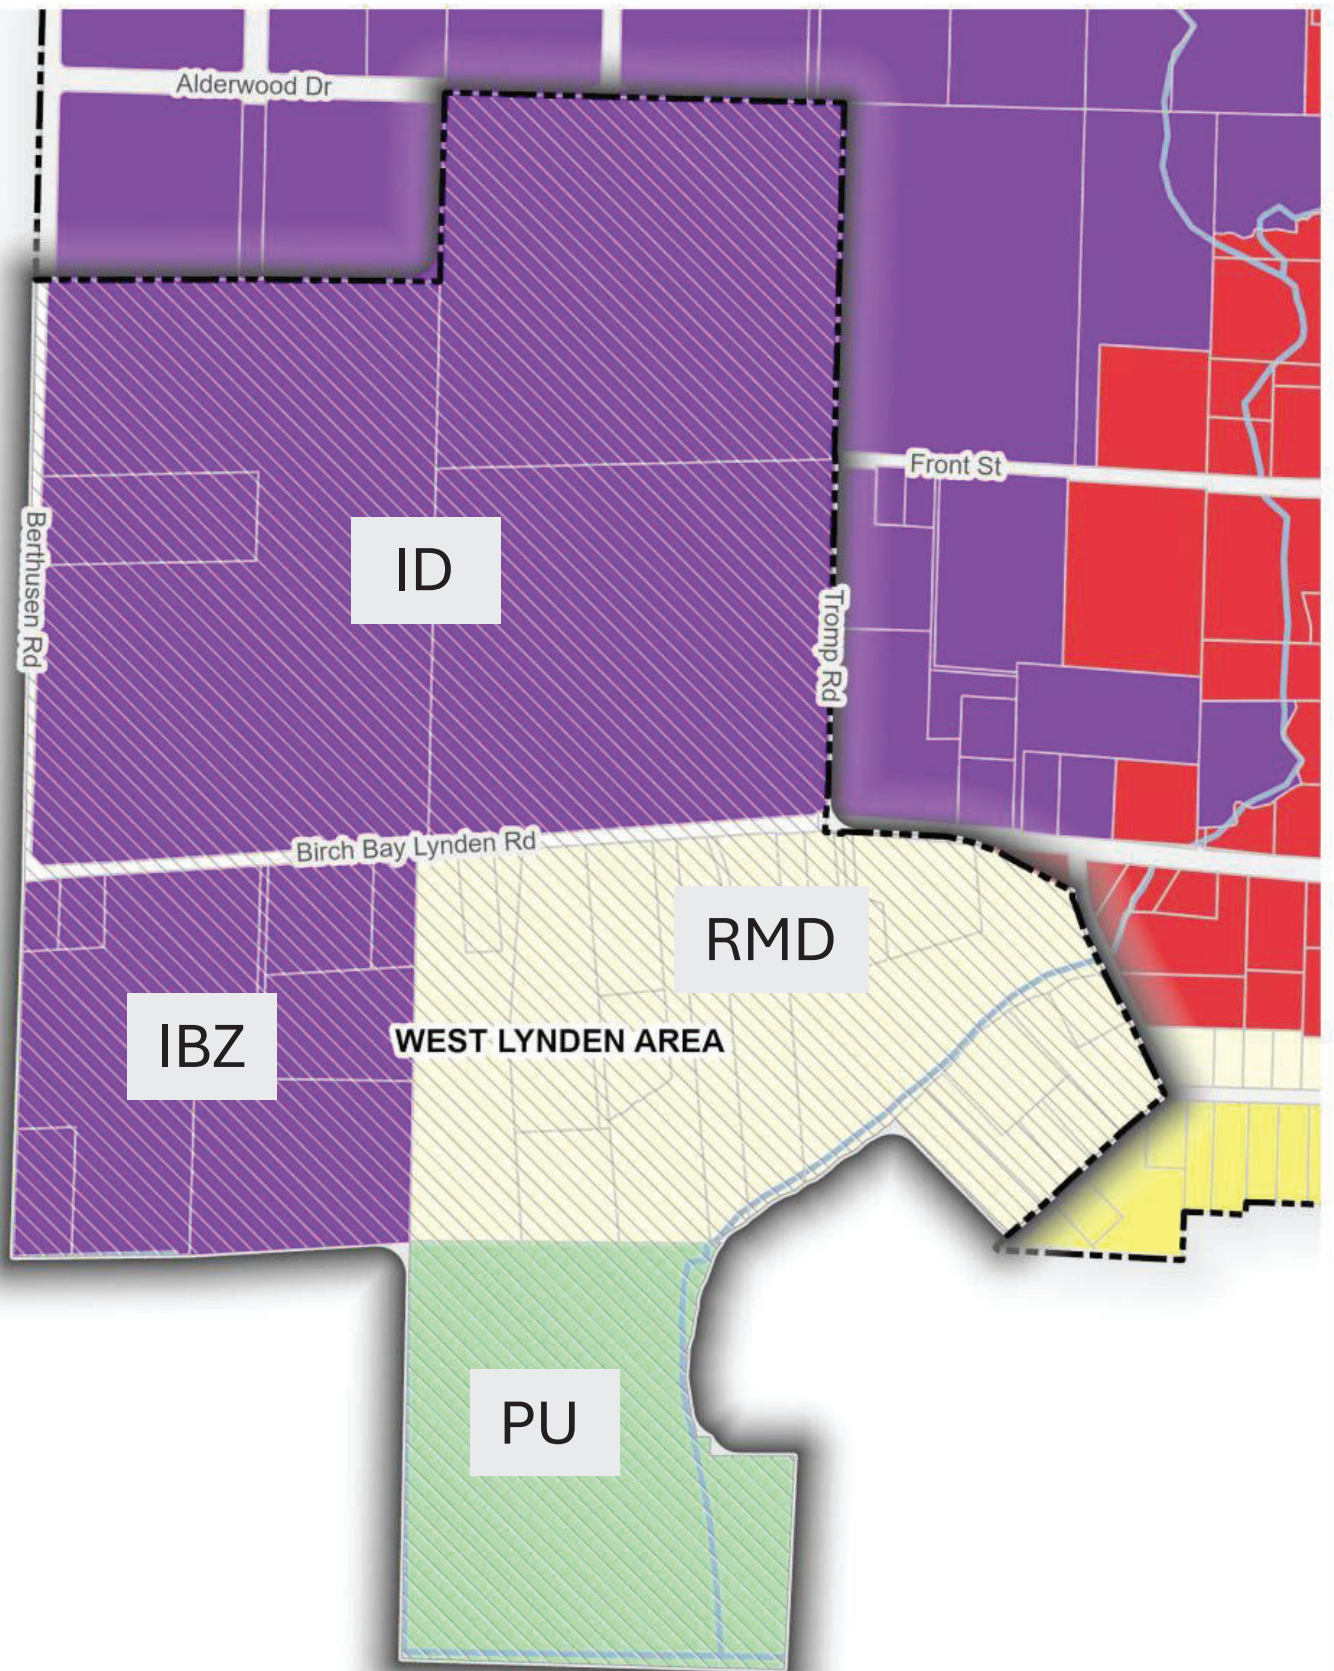 Alderwood Dr
Front St
Berthusen Rd
ID
Tromp Rd
Birch Bay Lynden Rd
RMD
IBZ
WEST LYNDEN AREA
PU